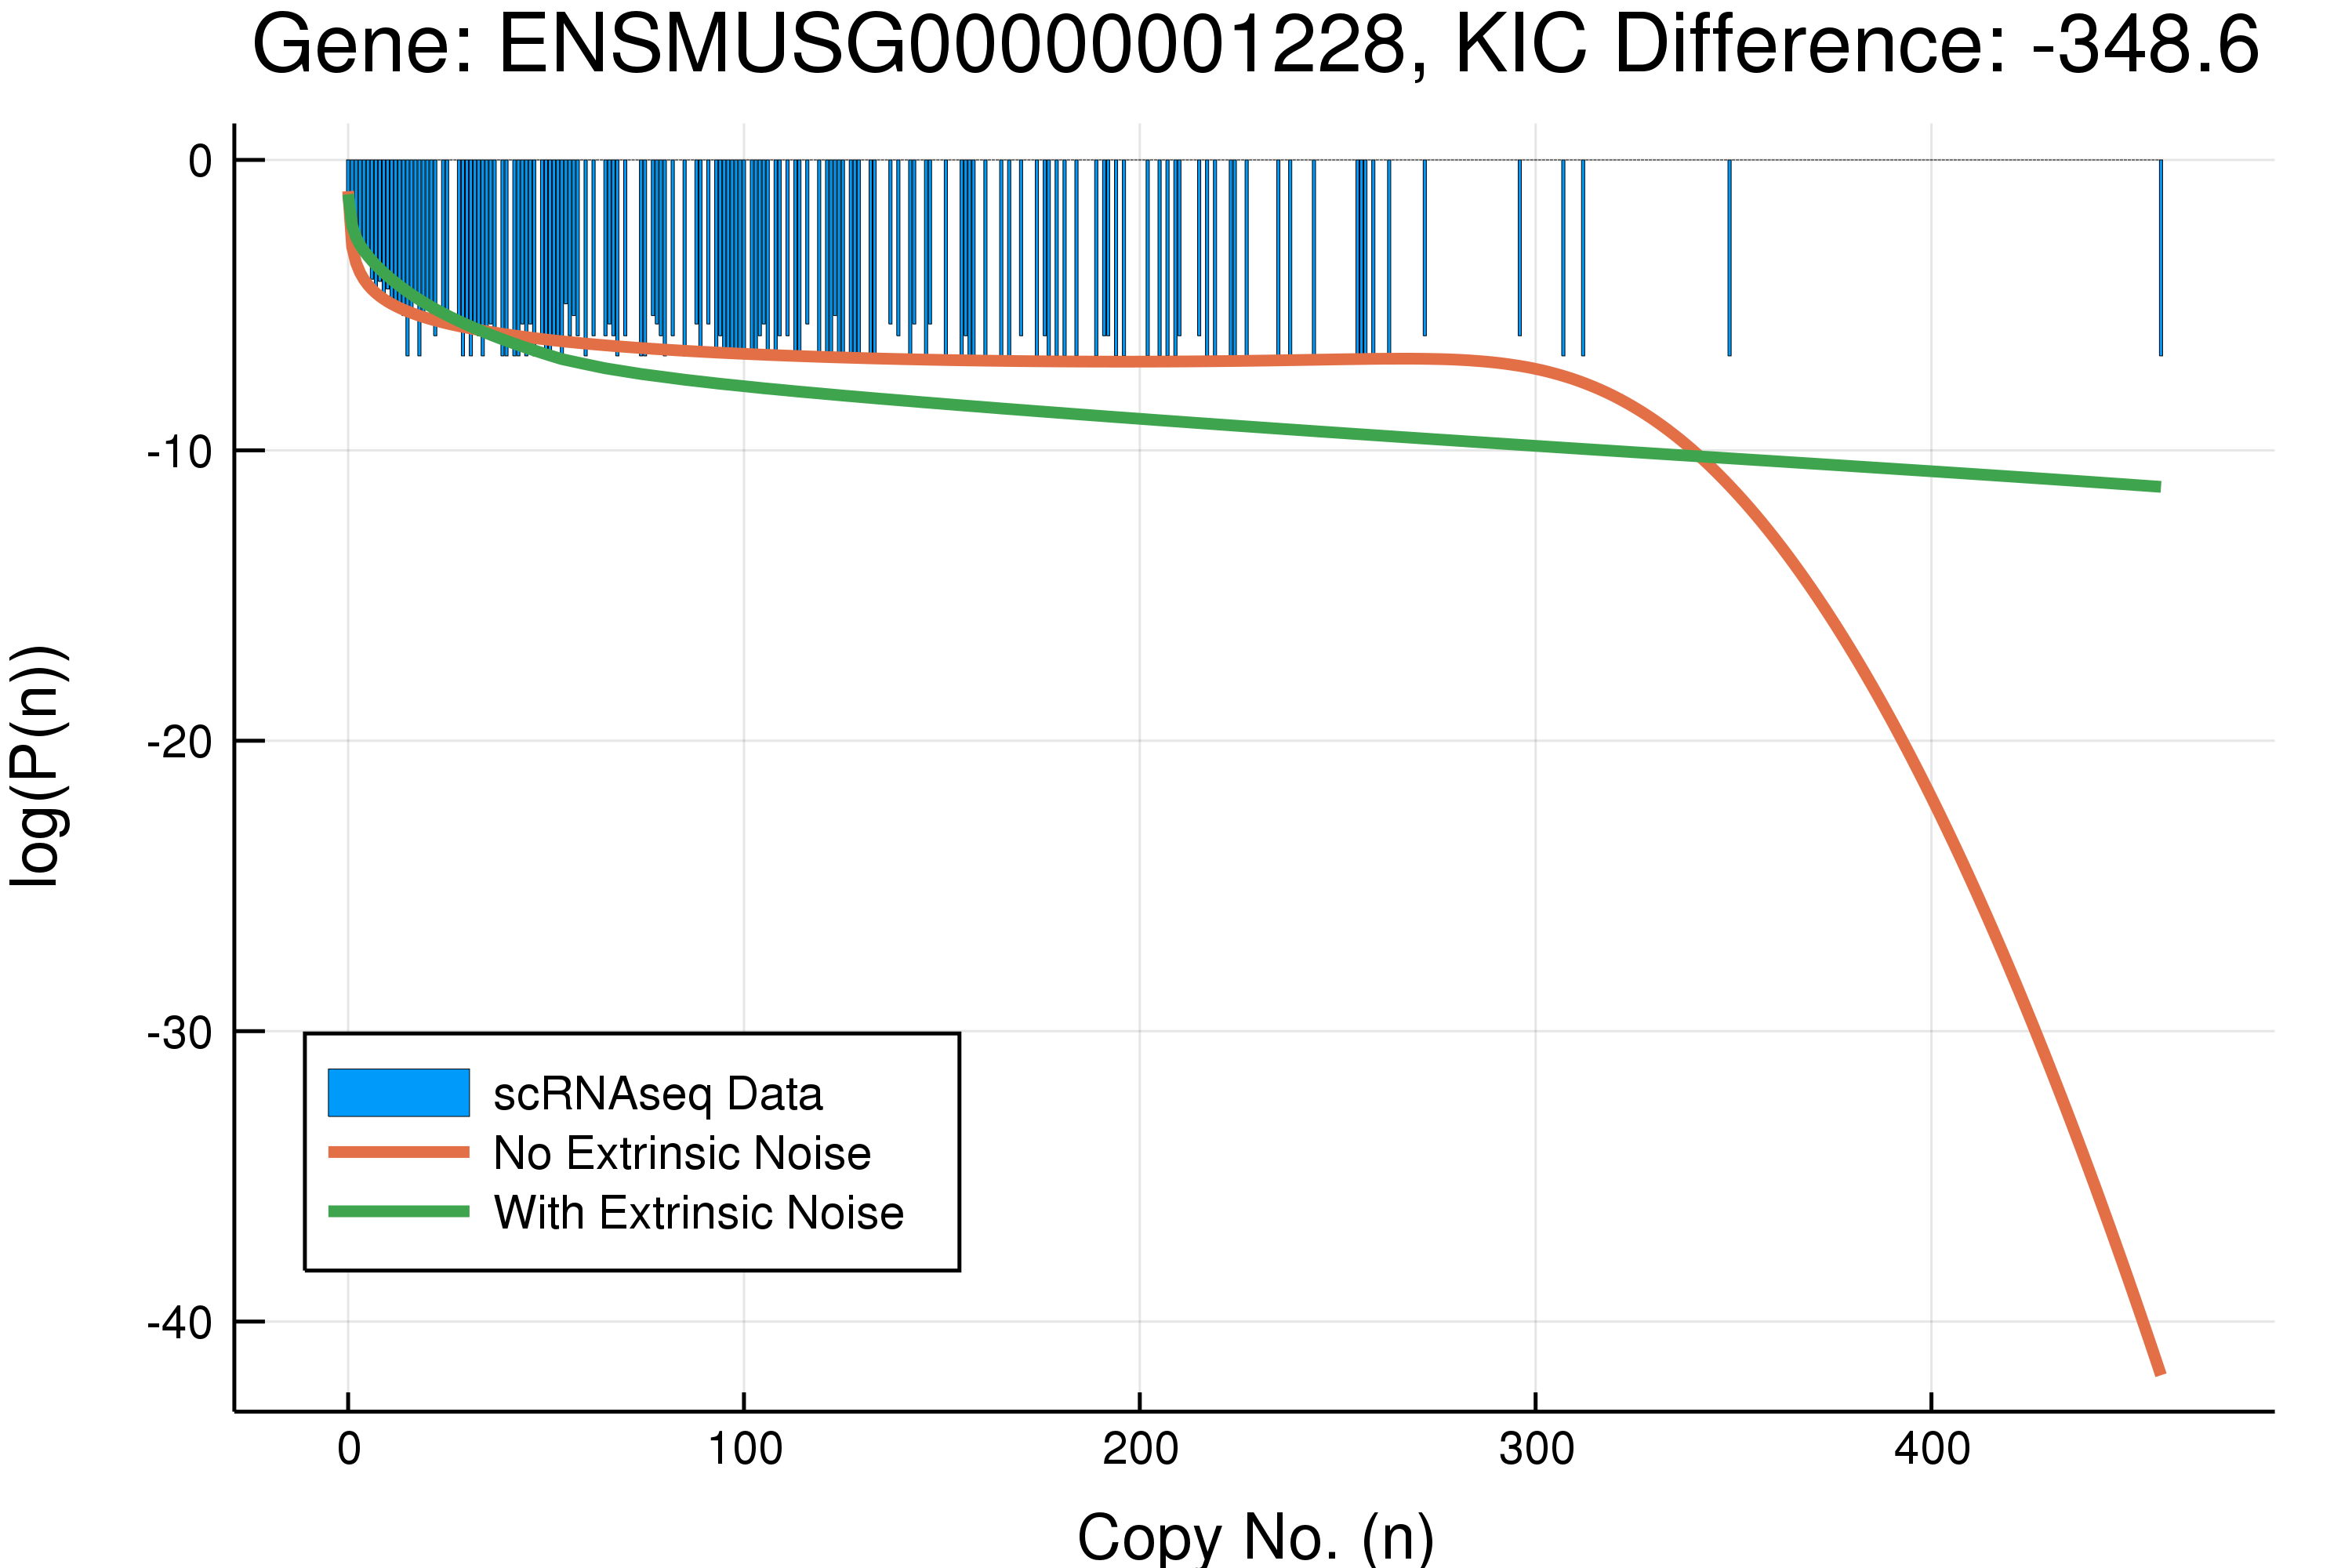 Gene: ENSMUSG00000001228, KIC Difference: -348.6
0
-10
-20
-30
-40
log(P(n))
scRNAseq Data
No Extrinsic Noise
With Extrinsic Noise
0 100 200 300 400
Copy No. (n)